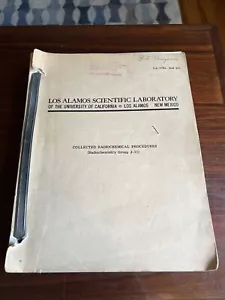 LOS ALAMOS SCIENTIFIC LABORATORY
OF THE UNIVERSITY OF CALIFORNIA LOS ALAMOS NEW MEXICO
COLLECTED RADIOCHEMICAL PROCEDURES
(Radiochemistry Group J-11)